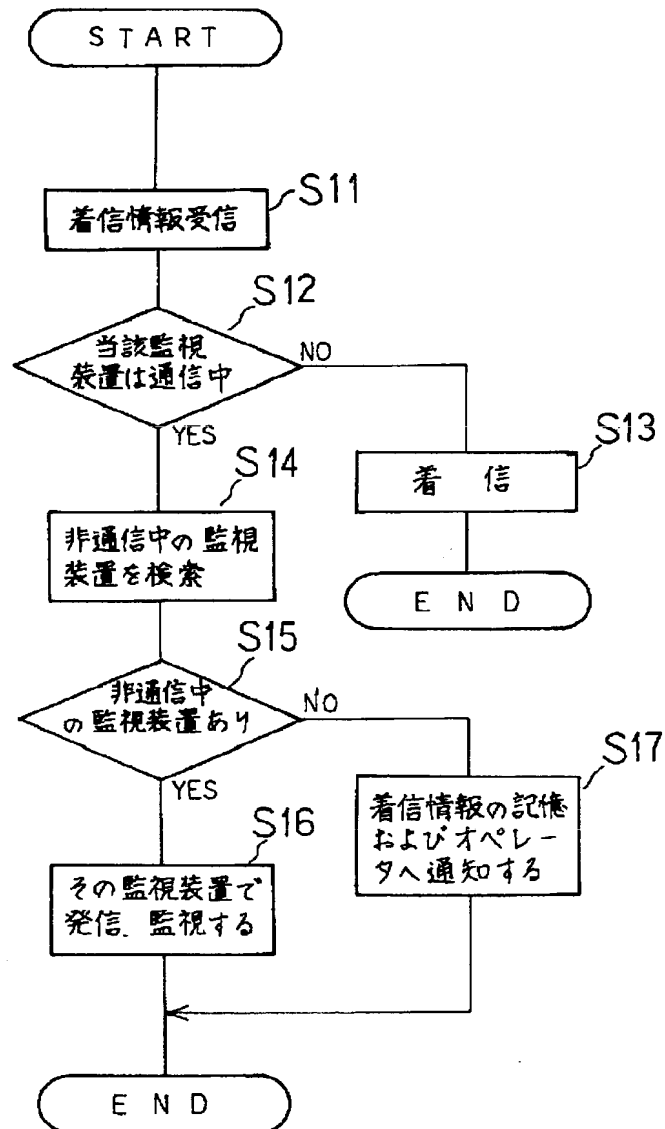 START
S11
着信情報受信
S12
当該監視
装置は通信中
NO
YES
S13
着信
END
S14
非通信中の監視
装置を検索
S15
非通信中
の監視装置あり
NO
YES
S17
着信情報の記憶
およびオペレー
タへ通知する
S16
その監視装置で
発信、監視する
END